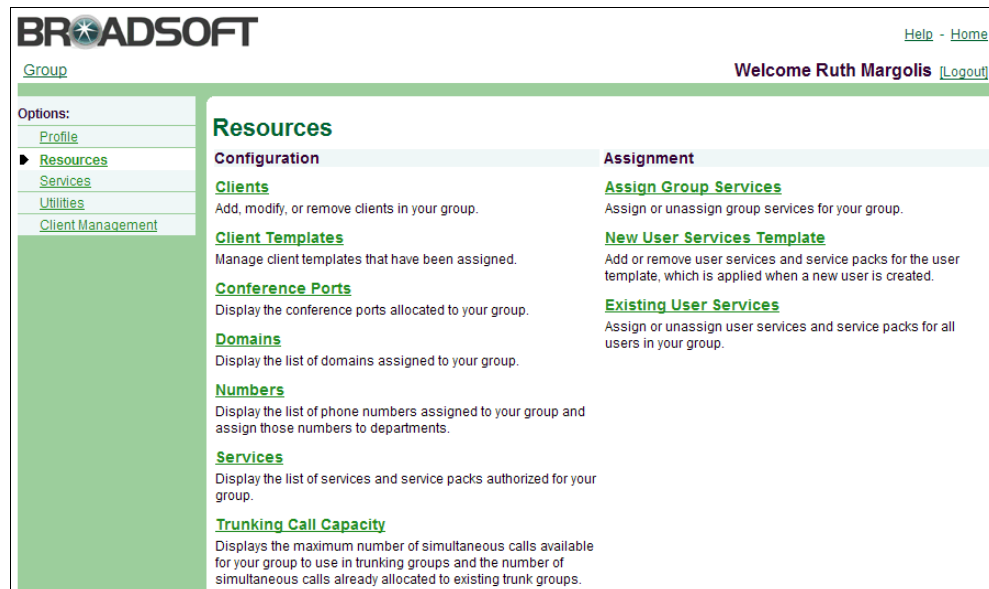 BROADSOFT
Help - Home
Group
Welcome Ruth Margolis [Logout]
Options:
Profile
Resources
Services
Utilities
Client Management
Resources
Configuration
Clients
Add, modify, or remove clients in your group.
Client Templates
Manage client templates that have been assigned.
Conference Ports
Display the conference ports allocated to your group.
Domains
Display the list of domains assigned to your group.
Numbers
Display the list of phone numbers assigned to your group and
assign those numbers to departments.
Services
Display the list of services and service packs authorized for your
group.
Trunking Call Capacity
Displays the maximum number of simultaneous calls available
for your group to use in trunking groups and the number of
simultaneous calls already allocated to existing trunk groups.
Assignment
Assign Group Services
Assign or unassign group services for your group.
New User Services Template
Add or remove user services and service packs for the user
template, which is applied when a new user is created.
Existing User Services
Assign or unassign user services and service packs for all
users in your group.